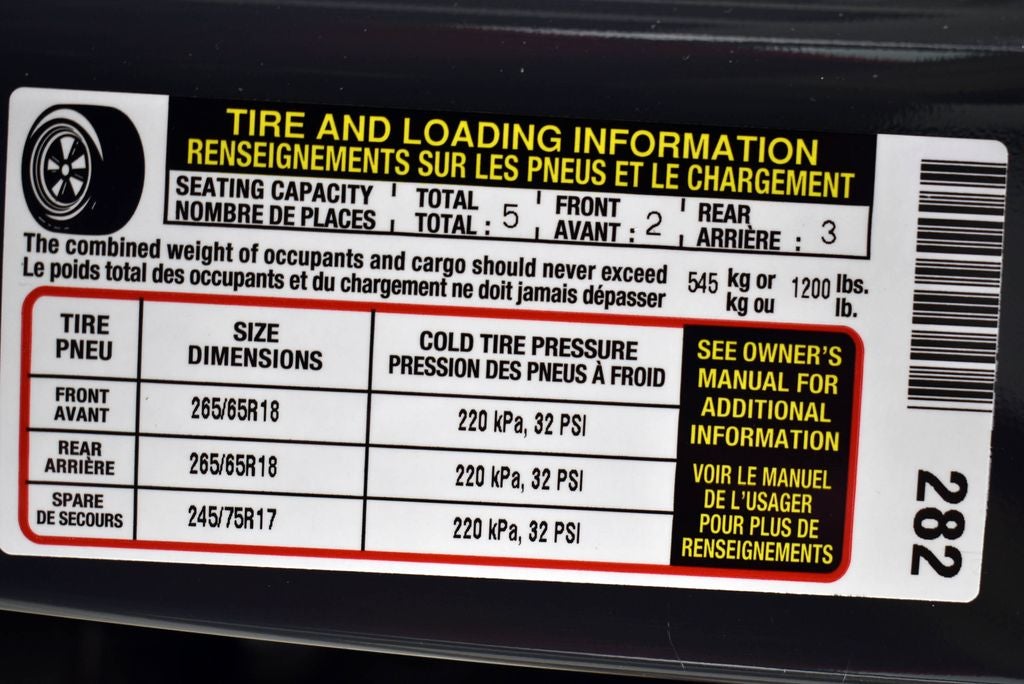 TIRE AND LOADING INFORMATION
RENSEIGNEMENTS SUR LES PNEUS ET LE CHARGEMENT
SEATING CAPACITY TOTAL FRONT REAR
NOMBRE DE PLACES TOTAL : 5 AVANT : 2 ARRIÈRE : 3
The combined weight of occupants and cargo should never exceed 545 kg or 1200 lbs.
Le poids total des occupants et du chargement ne doit jamais dépasser kg ou lb.
TIRE
PNEU
SIZE
DIMENSIONS
COLD TIRE PRESSURE
PRESSION DES PNEUS À FROID
FRONT
AVANT
265/65R18
220 kPa, 32 PSI
REAR
ARRIÈRE
265/65R18
220 kPa, 32 PSI
SPARE
DE SECOURS
245/75R17
220 kPa, 32 PSI
SEE OWNER'S
MANUAL FOR
ADDITIONAL
INFORMATION
VOIR LE MANUEL
DE L'USAGER
POUR PLUS DE
RENSEIGNEMENTS
282